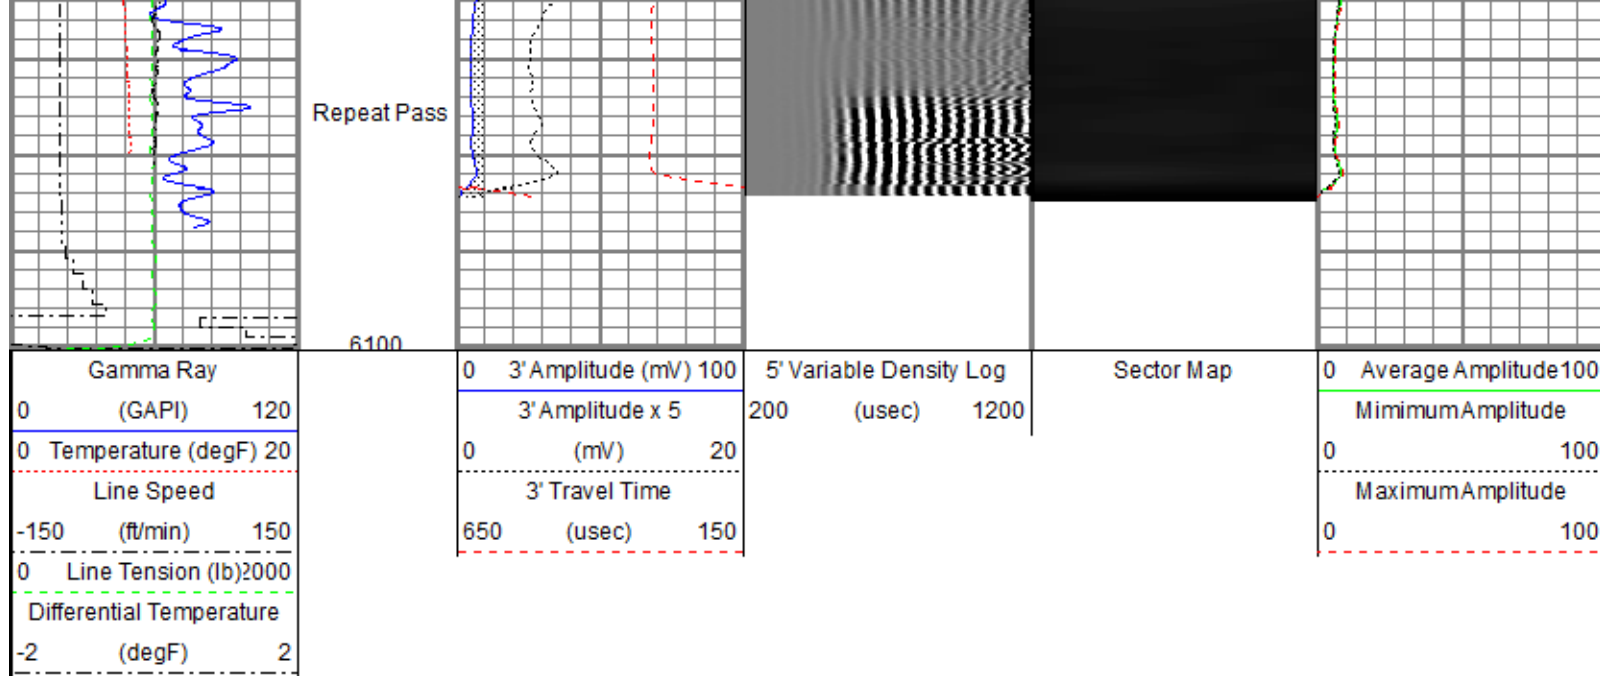 Repeat Pass
6100
Gamma Ray
0 (GAPI) 120
0 Temperature (degF) 20
Line Speed
-150 (ft/min) 150
0 Line Tension (lb) 2000
Differential Temperature
-2 (degF) 2
0 3' Amplitude (mV) 100
3' Amplitude x 5
0 (mV) 20
3' Travel Time
650 (usec) 150
5' Variable Density Log
200 (usec) 1200
Sector Map
0 Average Amplitude 100
Mimimum Amplitude
0 100
Maximum Amplitude
0 100